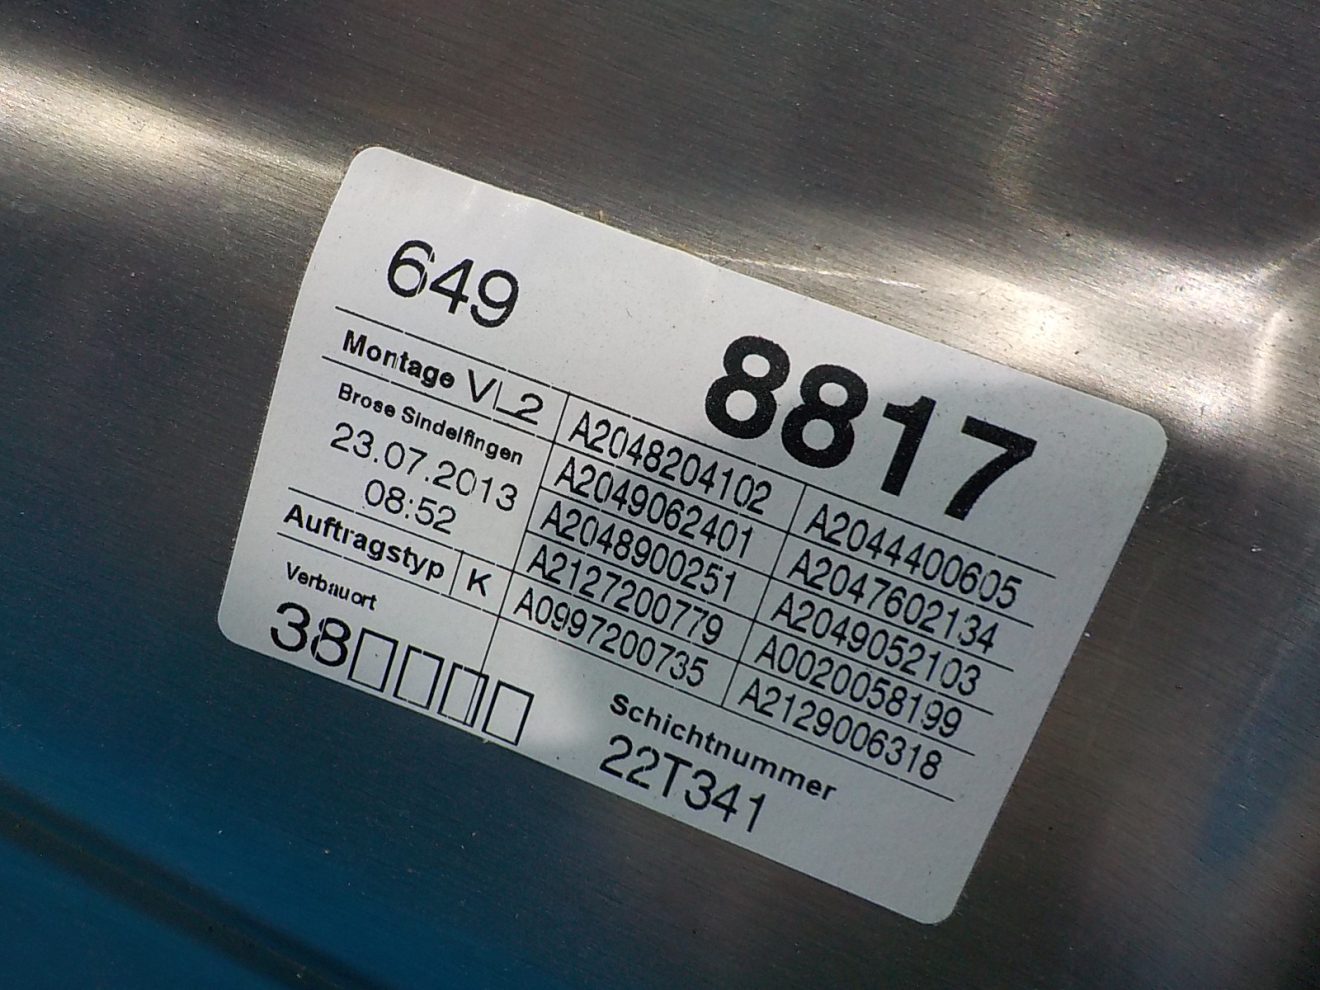 649
8817
Montage VL2
Brose Sindelfingen
23.07.2013
08:52
Auftragstyp K
Verbauort
38□□□□
A2048204102 A2044400605
A2049062401 A2047602134
A2048900251 A2049052103
A2127200779 A0020058199
A0997200735 A2129006318
Schichtnummer
22T341